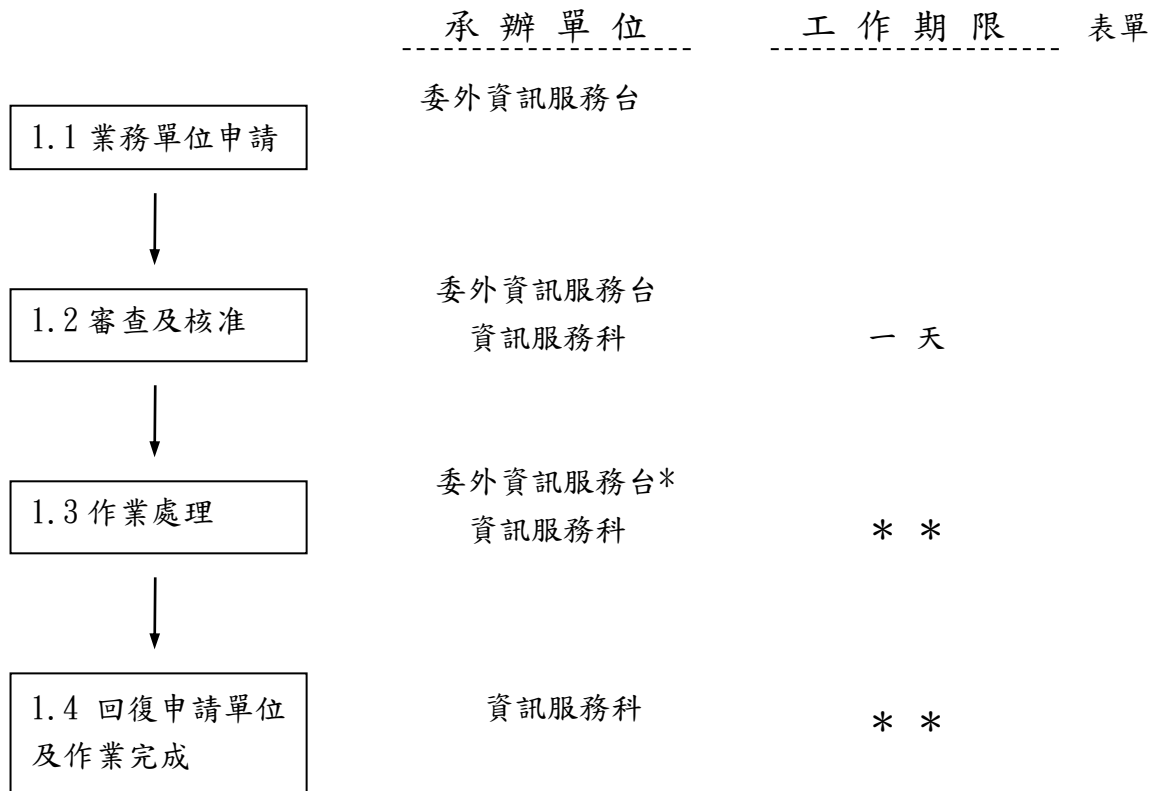 承辦單位 工作期限 表單
委外資訊服務台
1.1 業務單位申請
委外資訊服務台
1.2 審查及核准
資訊服務科 一天
委外資訊服務台*
1.3 作業處理
資訊服務科 **
1.4 回復申請單位
資訊服務科 **
及作業完成